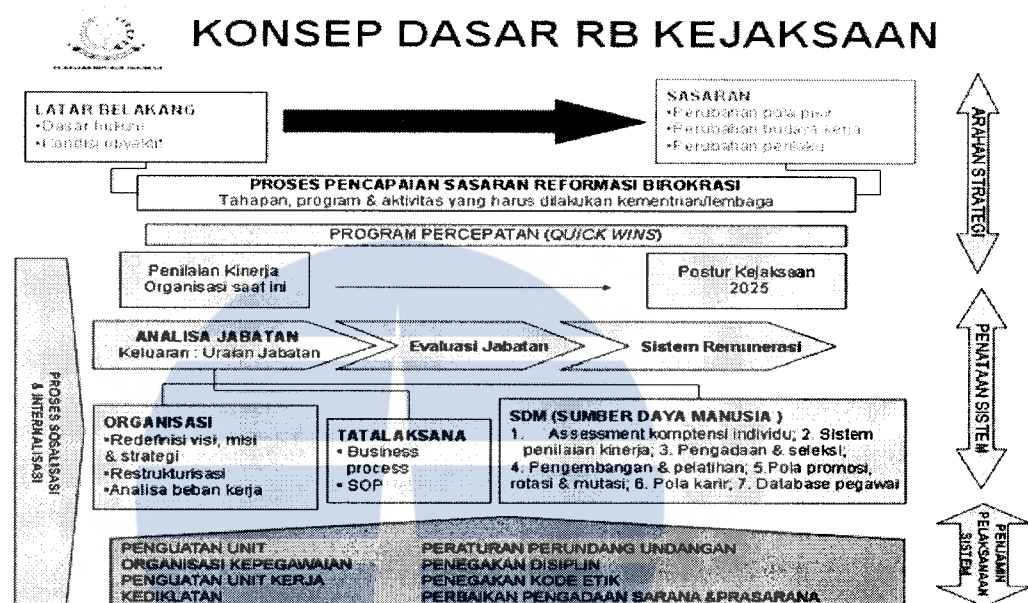 KONSEP DASAR RB KEJAKSAAN
LATAR BELAKANG
•Dasar hukum
•Kondisi obyektif
SASARAN
•Perubahan pola pikir
•Perubahan budaya kerja
•Perubahan perilaku
ARAHAN STRATEGI
PROSES PENCAPAIAN SASARAN REFORMASI BIROKRASI
Tahapan, program & aktivitas yang harus dilakukan kementrian/lembaga
PROGRAM PERCEPATAN (QUICK WINS)
Penilaian Kinerja
Organisasi saat ini
Postur Kejaksaan
2025
ANALISA JABATAN
Keluaran : Uraian Jabatan
Evaluasi Jabatan
Sistem Remunerasi
PENATAAN SISTEM
PROSES SOSIALISASI
& INTERNALISASI
ORGANISASI
•Redefinisi visi, misi
& strategi
•Restrukturisasi
•Analisa beban kerja
TATALAKSANA
• Business
process
• SOP
SDM (SUMBER DAYA MANUSIA )
1. Assessment komptensi individu; 2. Sistem
penilaian kinerja; 3. Pengadaan & seleksi;
4. Pengembangan & pelatihan; 5.Pola promosi,
rotasi & mutasi; 6. Pola karir; 7. Database pegawai
PENJAMIN
PELAKSANAAN
SISTEM
PENGUATAN UNIT
ORGANISASI KEPEGAWAIAN
PENGUATAN UNIT KERJA
KEDIKLATAN
PERATURAN PERUNDANG UNDANGAN
PENEGAKAN DISIPLIN
PENEGAKAN KODE ETIK
PERBAIKAN PENGADAAN SARANA &PRASARANA